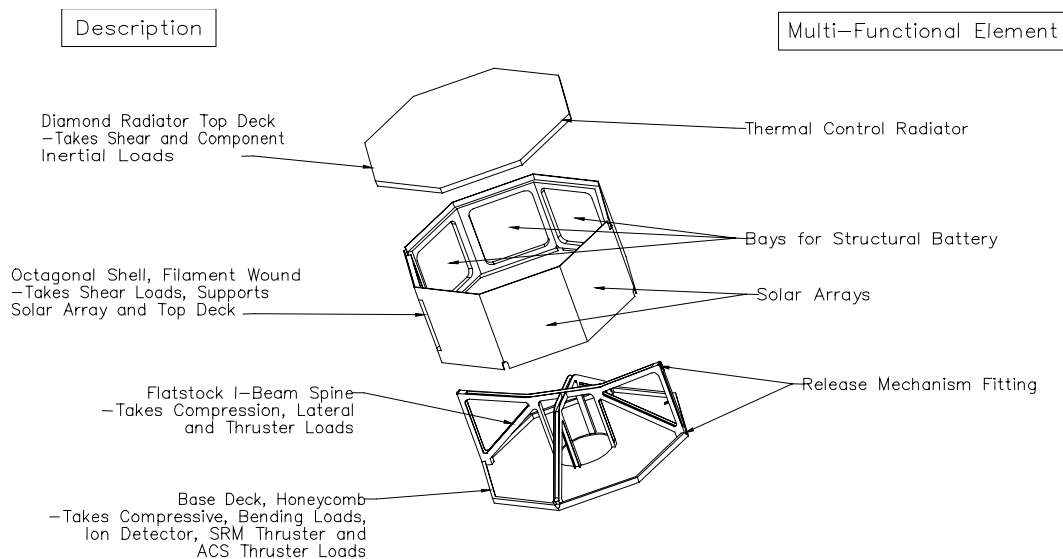 Description
Multi-Functional Element
Diamond Radiator Top Deck
-Takes Shear and Component
Inertial Loads
Thermal Control Radiator
Bays for Structural Battery
Octagonal Shell, Filament Wound
-Takes Shear Loads, Supports
Solar Array and Top Deck
Solar Arrays
Flatstock I-Beam Spine
-Takes Compression, Lateral
and Thruster Loads
Release Mechanism Fitting
Base Deck, Honeycomb
-Takes Compressive, Bending Loads,
Ion Detector, SRM Thruster and
ACS Thruster Loads